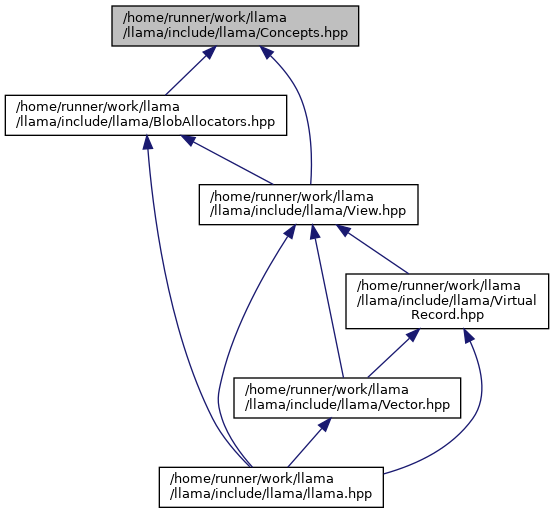 /home/runner/work/llama
/llama/include/llama/Concepts.hpp
/home/runner/work/llama
/llama/include/llama/BlobAllocators.hpp
/home/runner/work/llama
/llama/include/llama/View.hpp
/home/runner/work/llama
/llama/include/llama/Virtual
Record.hpp
/home/runner/work/llama
/llama/include/llama/Vector.hpp
/home/runner/work/llama
/llama/include/llama/llama.hpp